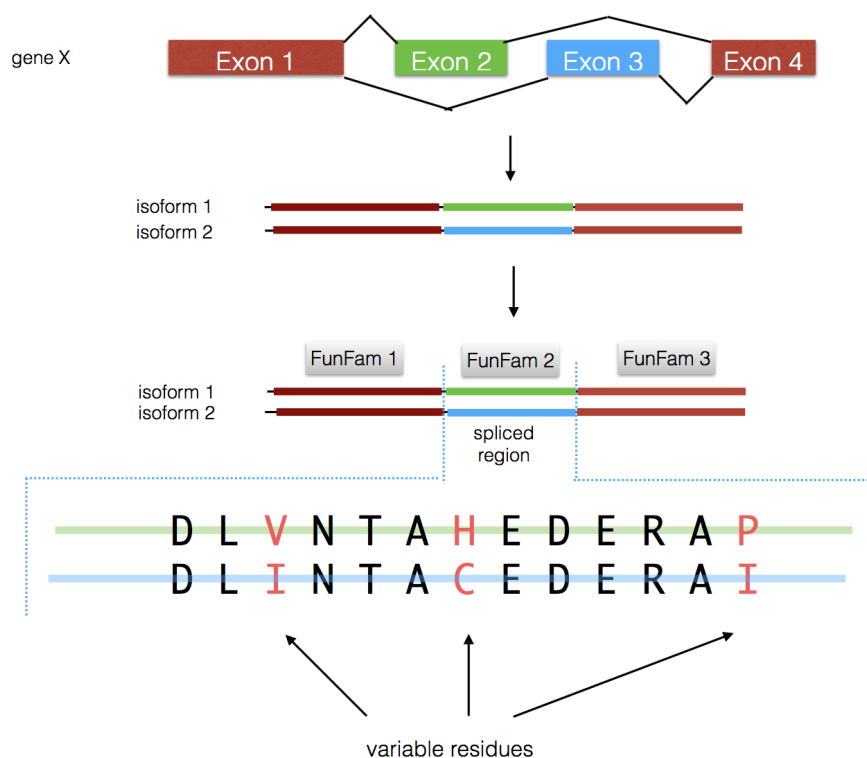 gene X
Exon 1 Exon 2 Exon 3 Exon 4
isoform 1
isoform 2
FunFam 1 FunFam 2 FunFam 3
isoform 1
isoform 2
spliced
region
D L V N T A H E D E R A P
D L I N T A C E D E R A I
variable residues